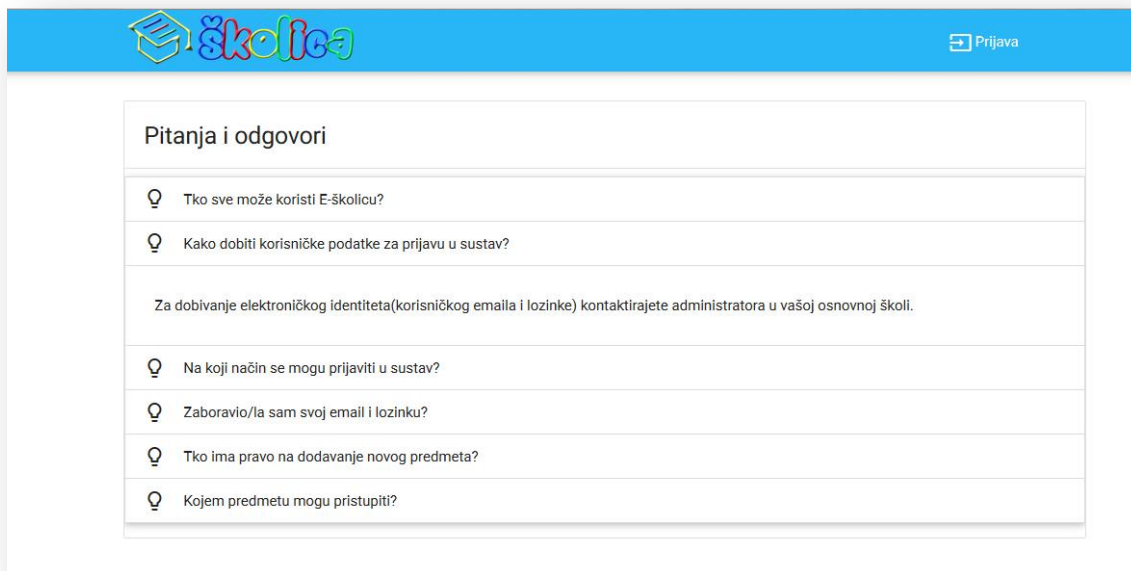 školica
Prijava
Pitanja i odgovori
Tko sve može koristi E-školicu?
Kako dobiti korisničke podatke za prijavu u sustav?
Za dobivanje elektroničkog identiteta(korisničkog emaila i lozinke) kontaktirajete administratora u vašoj osnovnoj školi.
Na koji način se mogu prijaviti u sustav?
Zaboravio/la sam svoj email i lozinku?
Tko ima pravo na dodavanje novog predmeta?
Kojem predmetu mogu pristupiti?